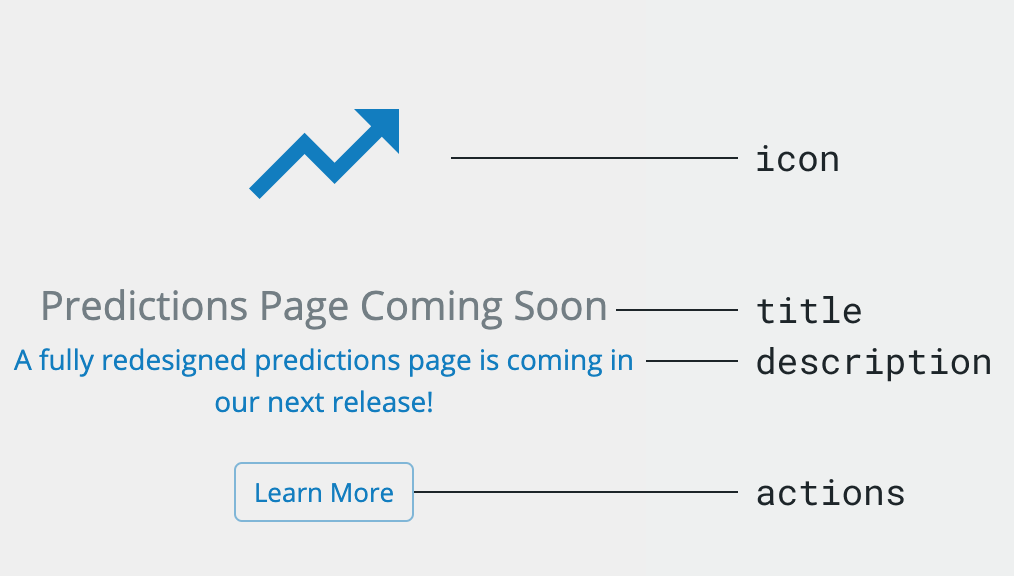 icon
Predictions Page Coming Soon
title
A fully redesigned predictions page is coming in
our next release!
description
Learn More
actions